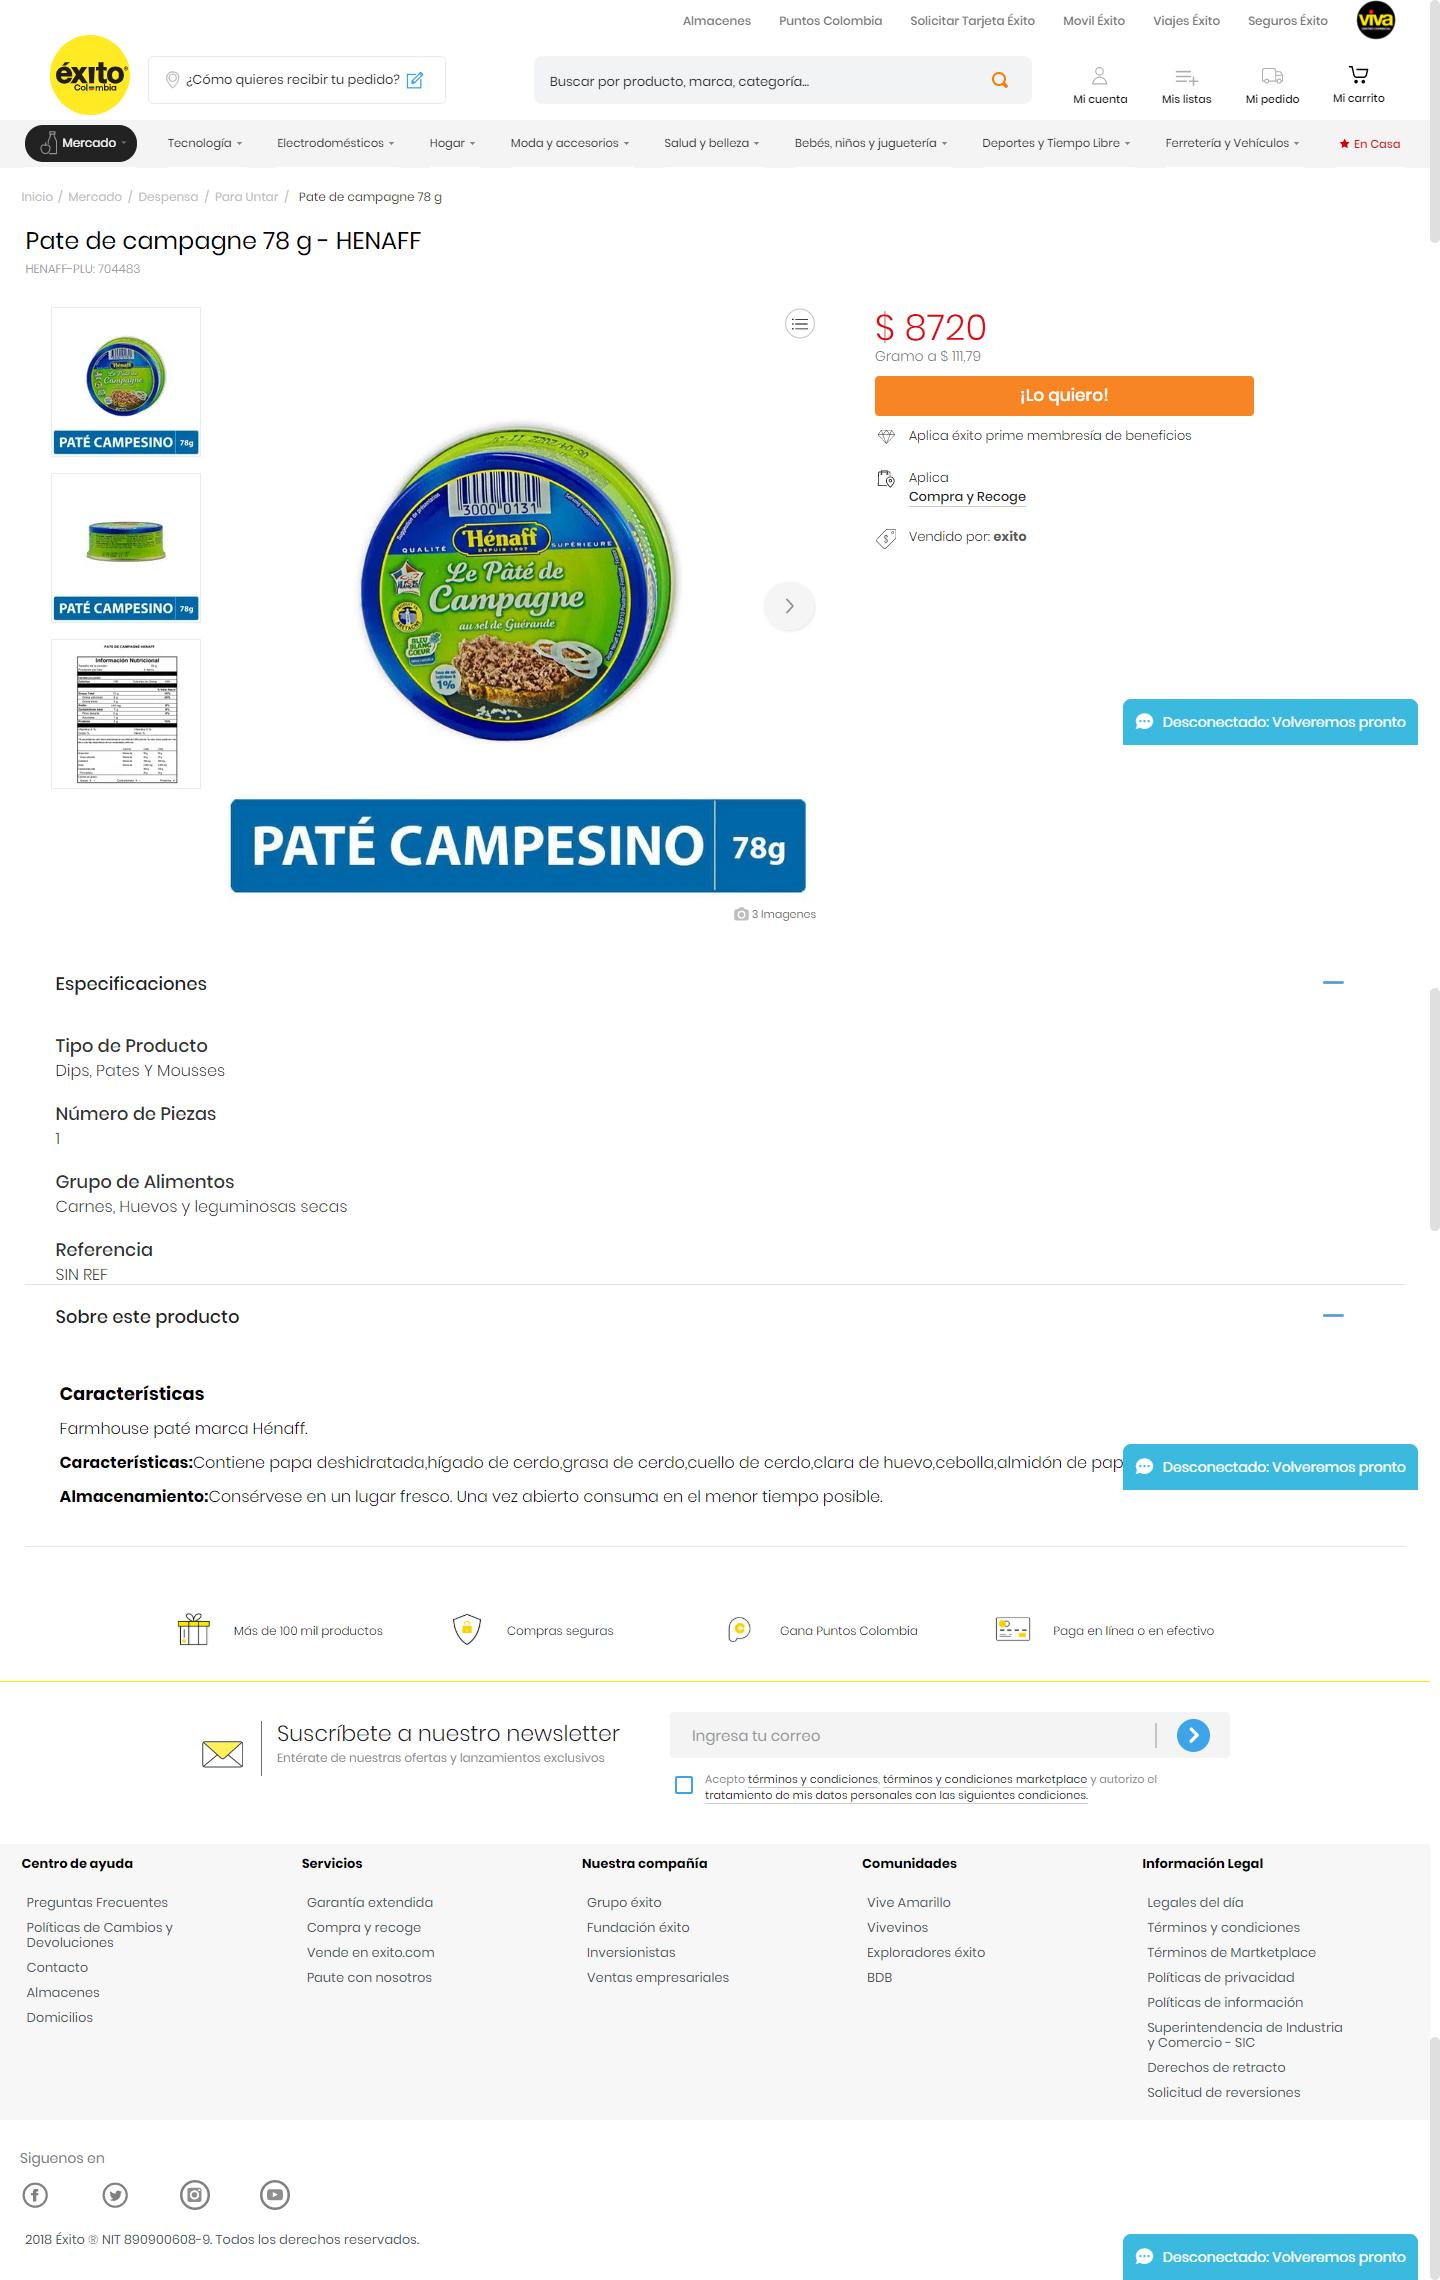 Almacenes Puntos Colombia Solicitar Tarjeta Éxito Movil Éxito Viajes Éxito Seguros Éxito viva
éxito
Colombia
¿Cómo quieres recibir tu pedido?
Buscar por producto, marca, categoría...
Mi cuenta Mis listas Mi pedido Mi carrito
Mercado Tecnología Electrodomésticos Hogar Moda y accesorios Salud y belleza Bebés, niños y juguetería Deportes y Tiempo Libre Ferretería y Vehículos En Casa
Inicio / Mercado / Despensa / Para Untar / Pate de campagne 78 g
Pate de campagne 78 g - HENAFF
HENAFF-PLU: 704483
Hénaff
Le Pâté de
Campagne
PATÉ CAMPESINO 78g
PATÉ CAMPESINO 78g
PATE DE CAMPAGNE HENAFF
Información Nutricional
3000 0131
Hénaff
DEPUIS 1907
QUALITÉ SUPÉRIEURE
Le Pâté de
Campagne
au sel de Guérande
BLEU
BLANC
CŒUR
1%
PATÉ CAMPESINO 78g
3 Imagenes
$ 8720
Gramo a $ 111,79
¡Lo quiero!
Aplica éxito prime membresía de beneficios
Aplica
Compra y Recoge
Vendido por: exito
Desconectado: Volveremos pronto
Especificaciones
Tipo de Producto
Dips, Pates Y Mousses
Número de Piezas
1
Grupo de Alimentos
Carnes, Huevos y leguminosas secas
Referencia
SIN REF
Sobre este producto
Características
Farmhouse paté marca Hénaff.
Características:Contiene papa deshidratada,hígado de cerdo,grasa de cerdo,cuello de cerdo,clara de huevo,cebolla,almidón de pap
Desconectado: Volveremos pronto
Almacenamiento:Consérvese en un lugar fresco. Una vez abierto consuma en el menor tiempo posible.
Más de 100 mil productos Compras seguras Gana Puntos Colombia Paga en línea o en efectivo
Suscríbete a nuestro newsletter
Entérate de nuestras ofertas y lanzamientos exclusivos
Ingresa tu correo
Acepto términos y condiciones, términos y condiciones marketplace y autorizo el
tratamiento de mis datos personales con las siguientes condiciones.
Centro de ayuda
Preguntas Frecuentes
Políticas de Cambios y
Devoluciones
Contacto
Almacenes
Domicilios
Servicios
Garantía extendida
Compra y recoge
Vende en exito.com
Paute con nosotros
Nuestra compañía
Grupo éxito
Fundación éxito
Inversionistas
Ventas empresariales
Comunidades
Vive Amarillo
Vivevinos
Exploradores éxito
BDB
Información Legal
Legales del día
Términos y condiciones
Términos de Martketplace
Políticas de privacidad
Políticas de información
Superintendencia de Industria
y Comercio - SIC
Derechos de retracto
Solicitud de reversiones
Siguenos en
2018 Éxito ® NIT 890900608-9. Todos los derechos reservados.
Desconectado: Volveremos pronto